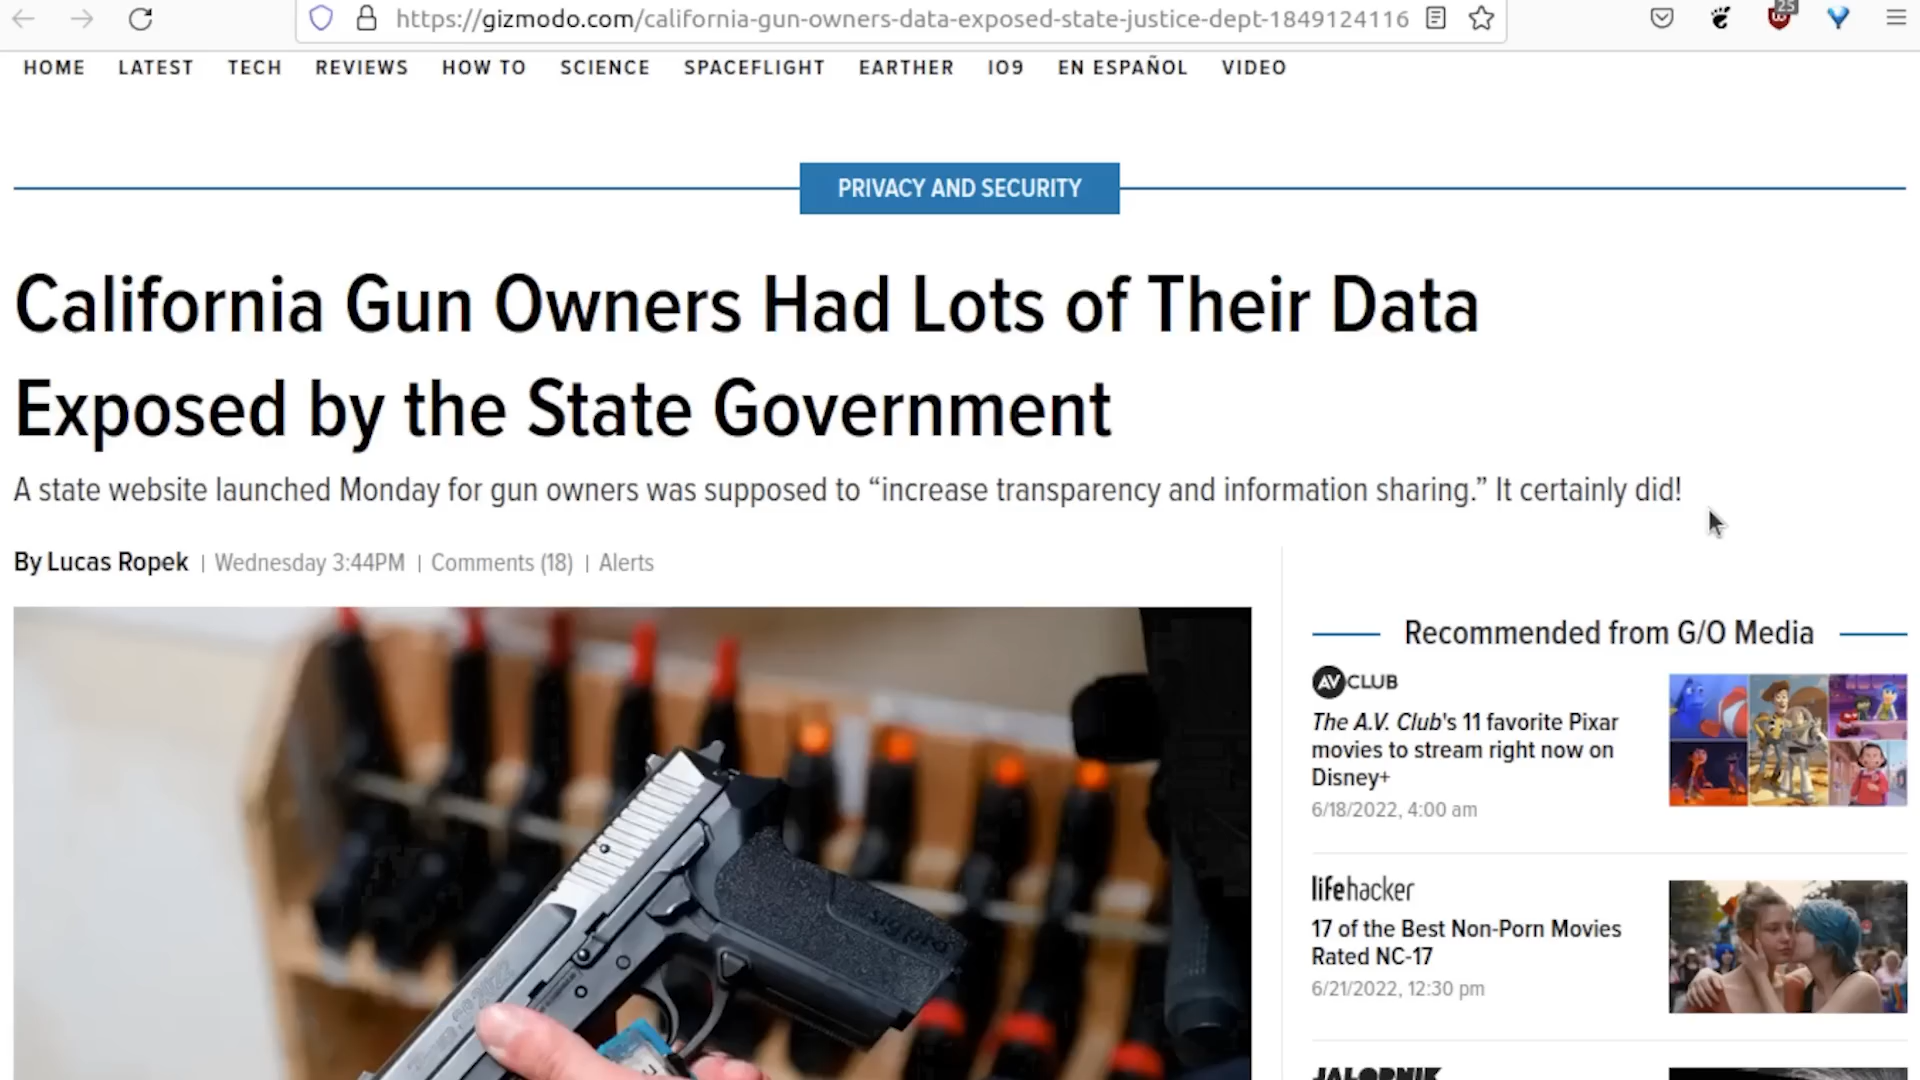 https://gizmodo.com/california-gun-owners-data-exposed-state-justice-dept-1849124116
25
HOME LATEST TECH REVIEWS HOW TO SCIENCE SPACEFLIGHT EARTHER IO9 EN ESPAÑOL VIDEO
PRIVACY AND SECURITY
California Gun Owners Had Lots of Their Data
Exposed by the State Government
A state website launched Monday for gun owners was supposed to “increase transparency and information sharing.” It certainly did!
By Lucas Ropek | Wednesday 3:44PM | Comments (18) | Alerts
sig pro
Recommended from G/O Media
AV CLUB
The A.V. Club's 11 favorite Pixar
movies to stream right now on
Disney+
6/18/2022, 4:00 am
lifehacker
17 of the Best Non-Porn Movies
Rated NC-17
6/21/2022, 12:30 pm
JALOPNIK